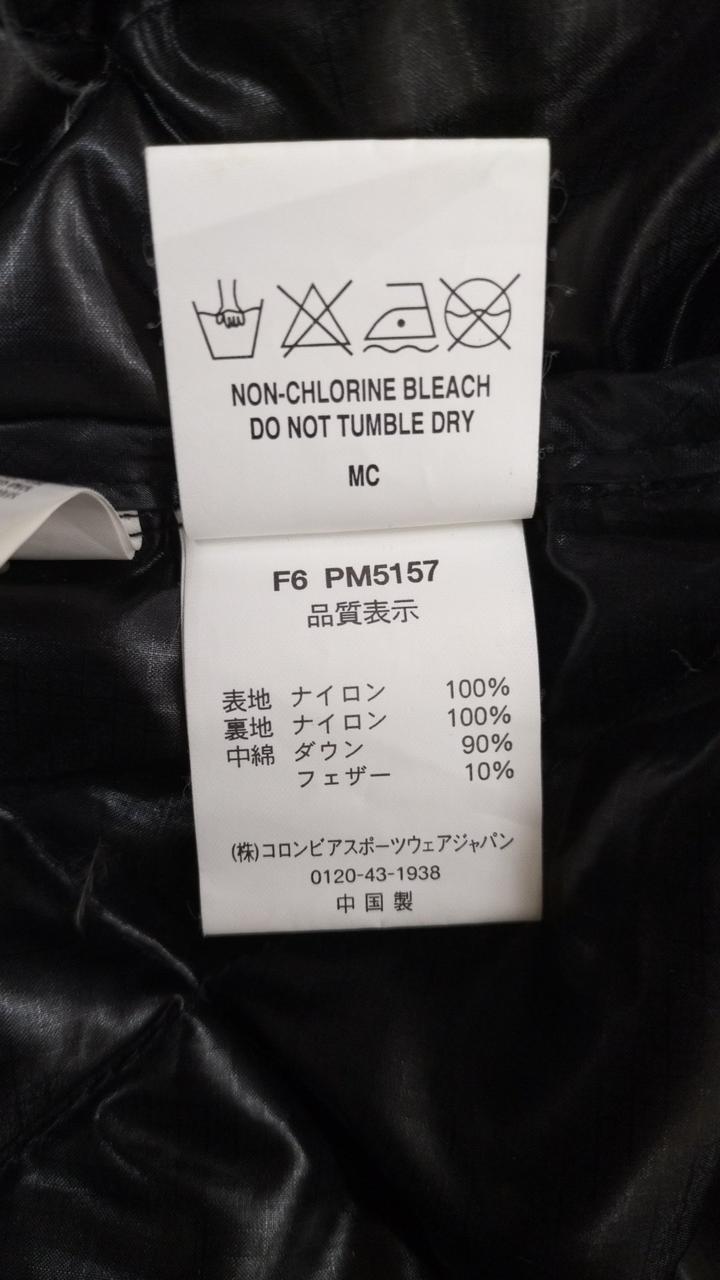 NON-CHLORINE BLEACH
DO NOT TUMBLE DRY
MC
F6 PM5157
品質表示
表地 ナイロン 100%
裏地 ナイロン 100%
中綿 ダウン 90%
フェザー 10%
(株)コロンビアスポーツウェアジャパン
0120-43-1938
中国製